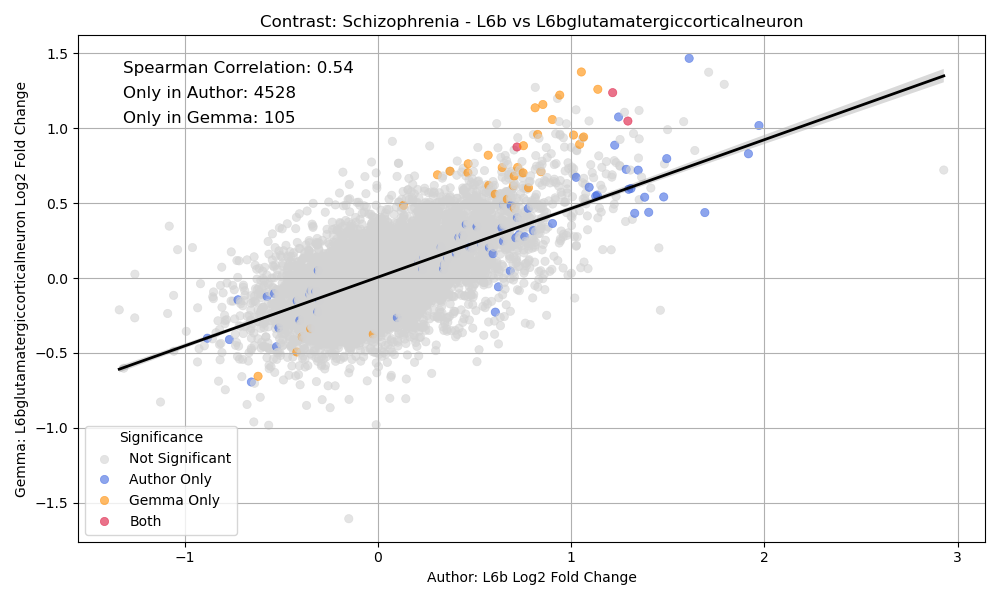 Contrast: Schizophrenia - L6b vs L6bglutamatergiccorticalneuron
Spearman Correlation: 0.54
Only in Author: 4528
Only in Gemma: 105
Gemma: L6bglutamatergiccorticalneuron Log2 Fold Change
1.5
1.0
0.5
0.0
−0.5
−1.0
−1.5
Significance
Not Significant
Author Only
Gemma Only
Both
−1
0
1
2
3
Author: L6b Log2 Fold Change